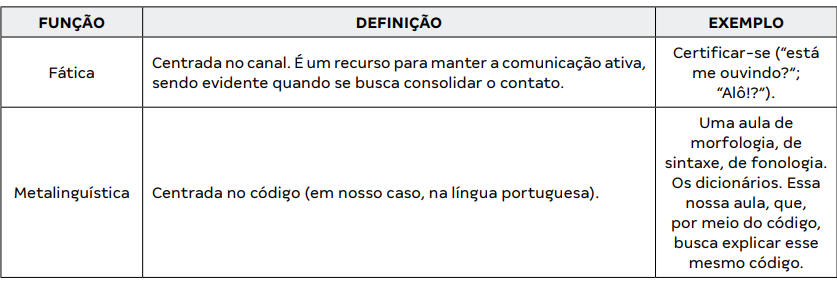 FUNÇÃO DEFINIÇÃO EXEMPLO
Fática
Centrada no canal. É um recurso para manter a comunicação ativa,
sendo evidente quando se busca consolidar o contato.
Certificar-se (“está
me ouvindo?”;
“Alô!?”).
Metalinguística
Centrada no código (em nosso caso, na língua portuguesa).
Uma aula de
morfologia, de
sintaxe, de fonologia.
Os dicionários. Essa
nossa aula, que,
por meio do código,
busca explicar esse
mesmo código.